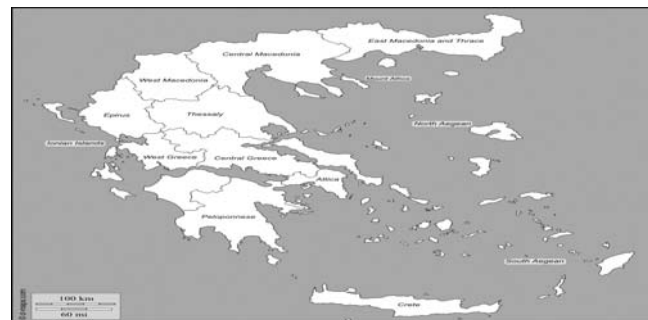 East Macedonia and Thrace
Central Macedonia
West Macedonia
Mount Athos
Epirus
Thessaly
North Aegean
Ionian Islands
West Greece
Central Greece
Attica
Peloponnese
South Aegean
Crete
100 km
60 mi